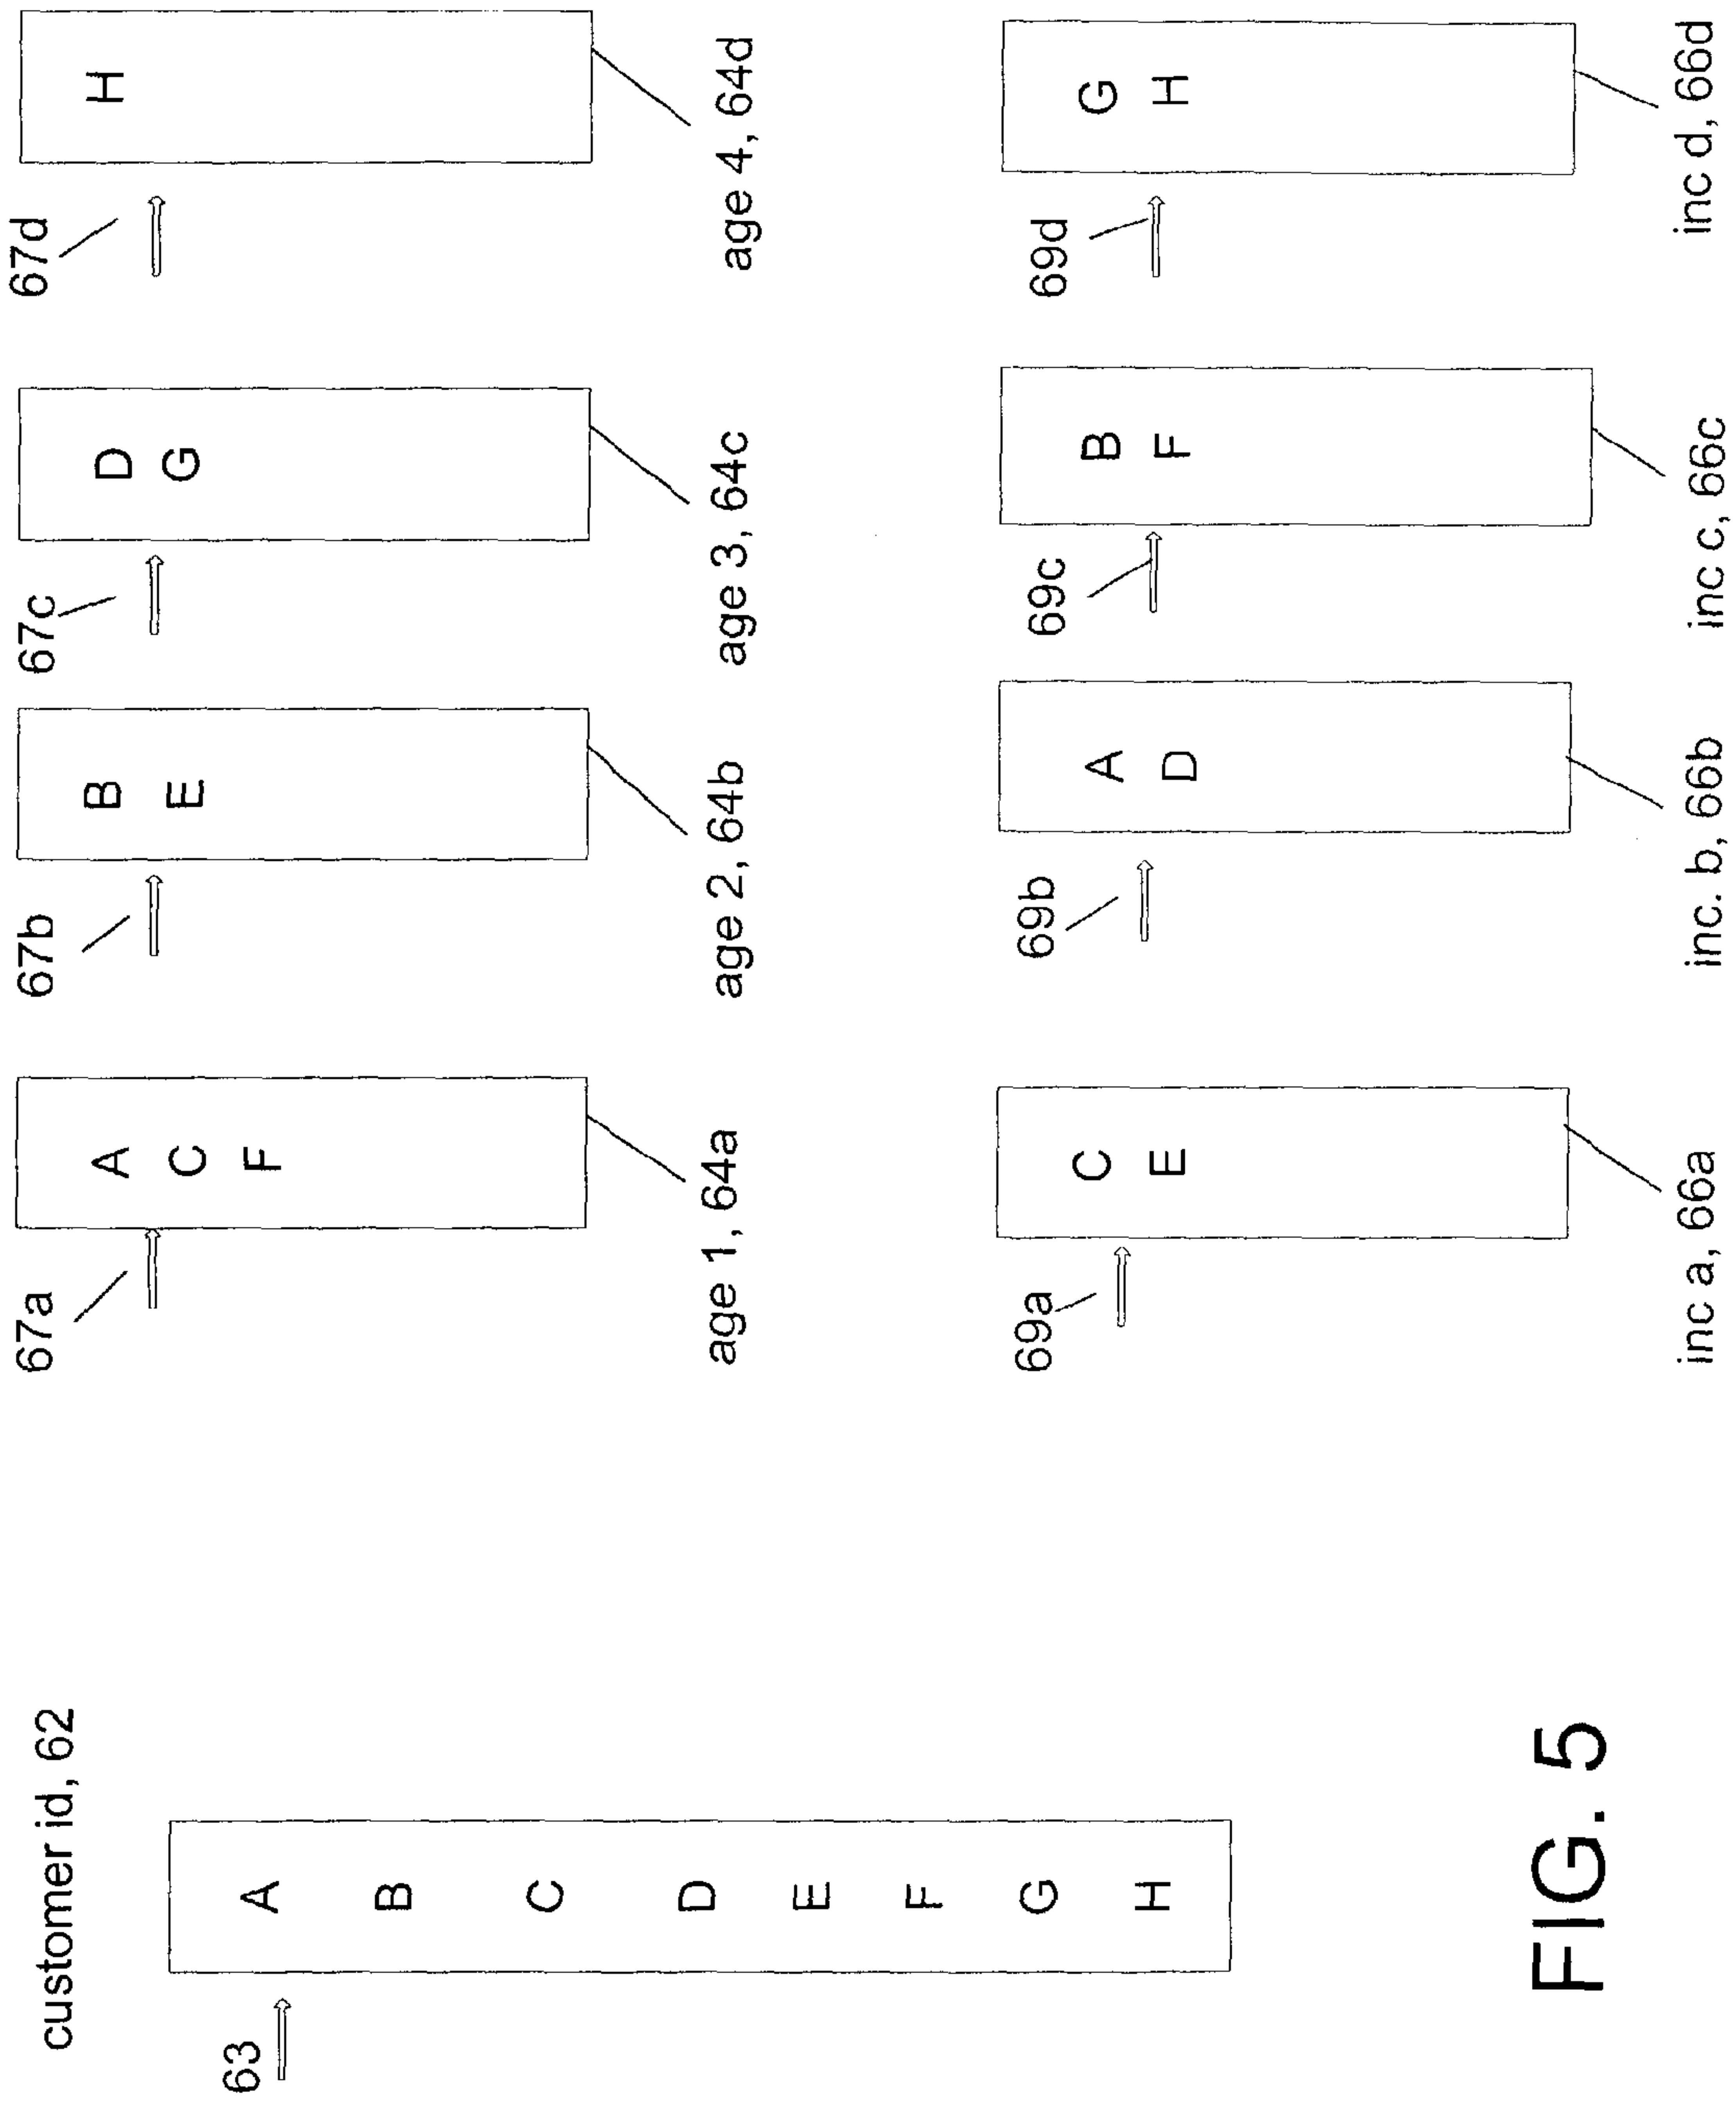 customer id, 62
63
A
B
C
D
E
F
G
H
67a
A
C
F
age 1, 64a
67b
B
E
age 2, 64b
67c
D
G
age 3, 64c
67d
H
age 4, 64d
69a
C
E
inc a, 66a
69b
A
D
inc. b, 66b
69c
B
F
inc c, 66c
69d
G
H
inc d, 66d
FIG. 5